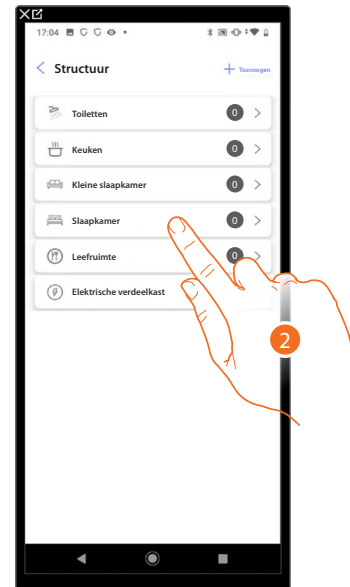 17:04
Structuur
Toevoegen
Toiletten 0
Keuken 0
Kleine slaapkamer 0
Slaapkamer 0
Leefruimte 0
Elektrische verdeelkast
2